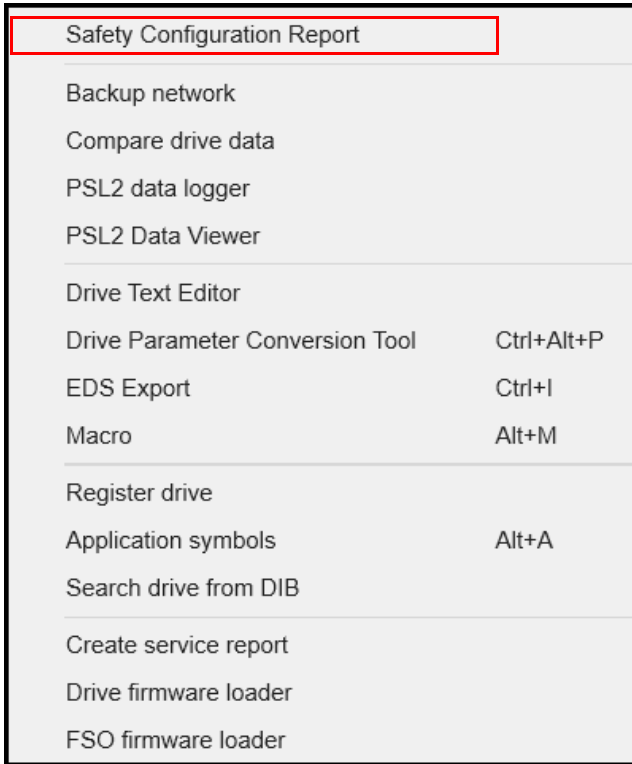 Safety Configuration Report
Backup network
Compare drive data
PSL2 data logger
PSL2 Data Viewer
Drive Text Editor
Drive Parameter Conversion Tool Ctrl+Alt+P
EDS Export Ctrl+I
Macro Alt+M
Register drive
Application symbols Alt+A
Search drive from DIB
Create service report
Drive firmware loader
FSO firmware loader